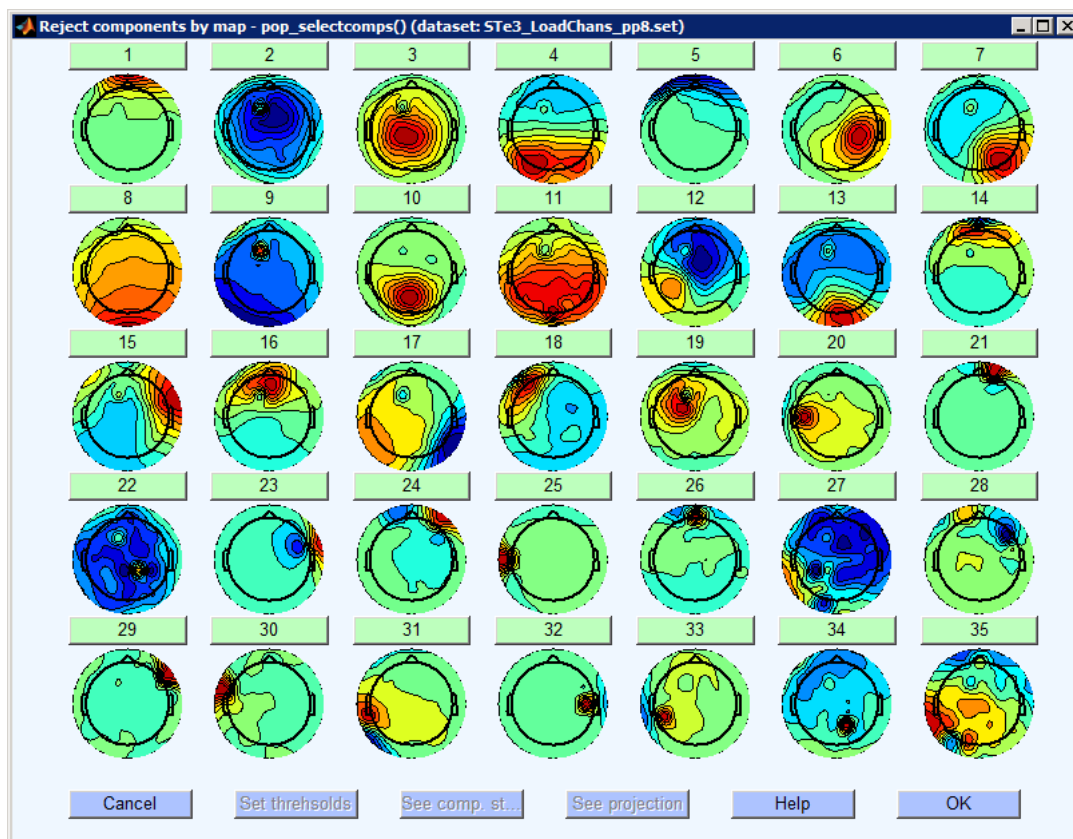 Reject components by map - pop_selectcomps() (dataset: STe3_LoadChans_pp8.set)
1 2 3 4 5 6 7
8 9 10 11 12 13 14
15 16 17 18 19 20 21
22 23 24 25 26 27 28
29 30 31 32 33 34 35
Cancel Set threhsolds See comp. st... See projection Help OK